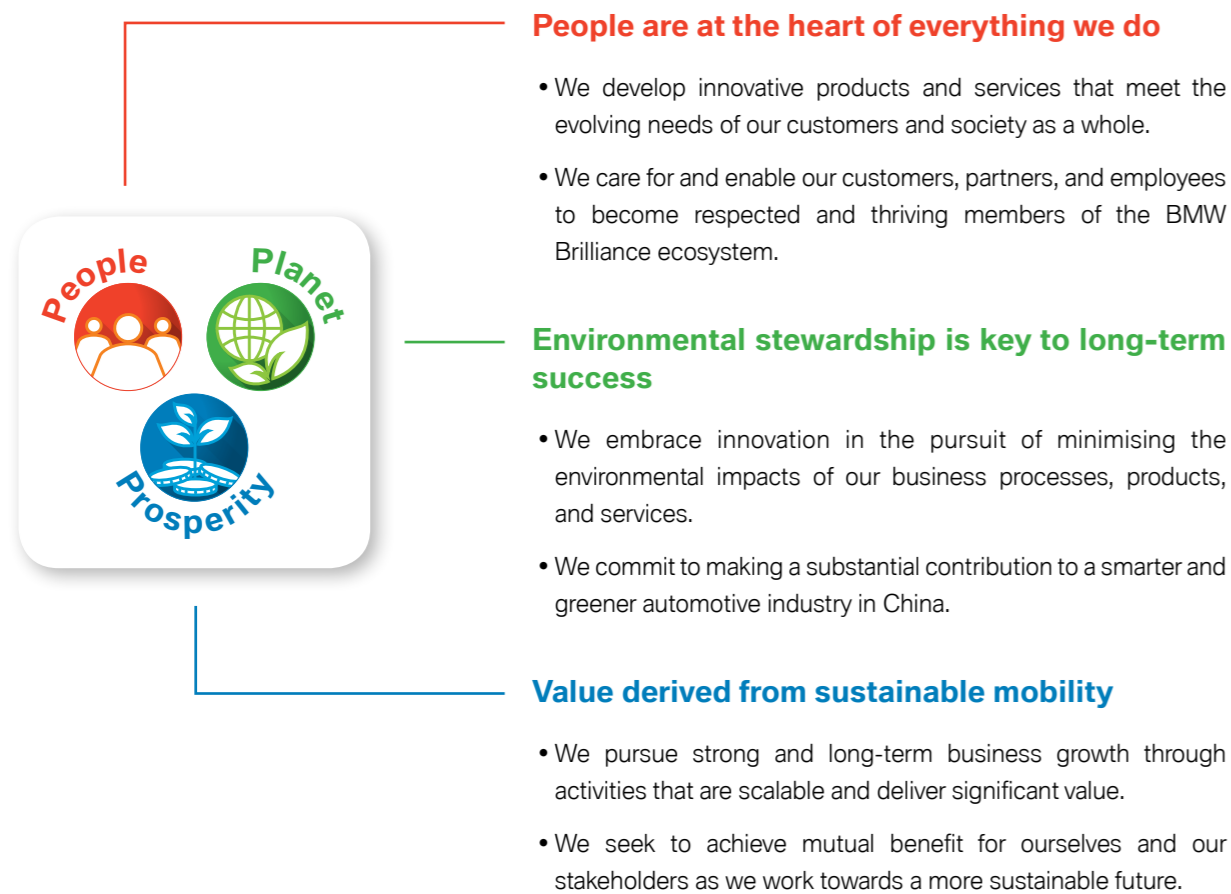 People are at the heart of everything we do
• We develop innovative products and services that meet the
evolving needs of our customers and society as a whole.
• We care for and enable our customers, partners, and employees
to become respected and thriving members of the BMW
Brilliance ecosystem.
People
Planet
Prosperity
Environmental stewardship is key to long-term
success
• We embrace innovation in the pursuit of minimising the
environmental impacts of our business processes, products,
and services.
• We commit to making a substantial contribution to a smarter and
greener automotive industry in China.
Value derived from sustainable mobility
• We pursue strong and long-term business growth through
activities that are scalable and deliver significant value.
• We seek to achieve mutual benefit for ourselves and our
stakeholders as we work towards a more sustainable future.